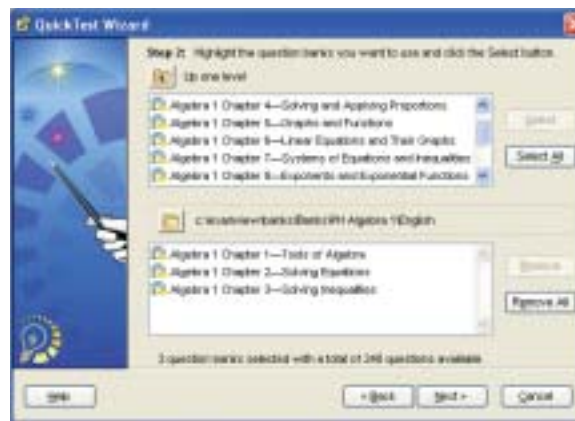 QuickTest Wizard
Step 2: Highlight the question banks you want to use and click the Select button.
Up one level
Algebra 1 Chapter 4—Solving and Applying Proportions
Algebra 1 Chapter 5—Graphs and Functions
Algebra 1 Chapter 6—Linear Equations and Their Graphs
Algebra 1 Chapter 7—Systems of Equations and Inequalities
Algebra 1 Chapter 8—Exponents and Exponential Functions
Select
Select All
Algebra 1\English
Algebra 1 Chapter 1—Tools of Algebra
Algebra 1 Chapter 2—Solving Equations
Algebra 1 Chapter 3—Solving Inequalities
Remove
Remove All
3 question banks selected with a total of questions available
Help
< Back
Next >
Cancel